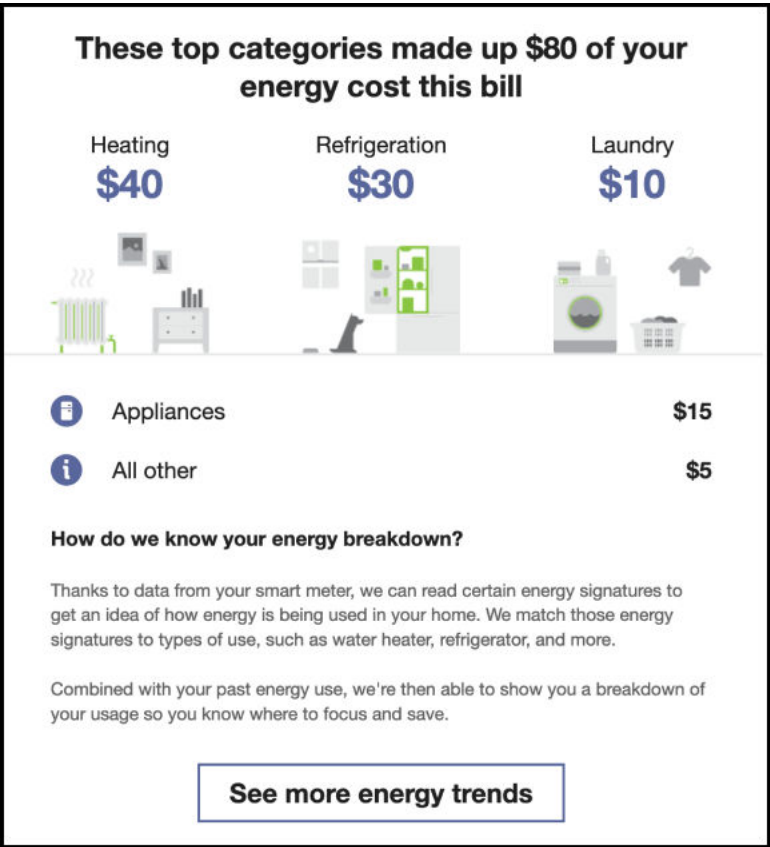 These top categories made up $80 of your
energy cost this bill
Heating
$40
Refrigeration
$30
Laundry
$10
Appliances $15
All other $5
How do we know your energy breakdown?
Thanks to data from your smart meter, we can read certain energy signatures to
get an idea of how energy is being used in your home. We match those energy
signatures to types of use, such as water heater, refrigerator, and more.
Combined with your past energy use, we're then able to show you a breakdown of
your usage so you know where to focus and save.
See more energy trends